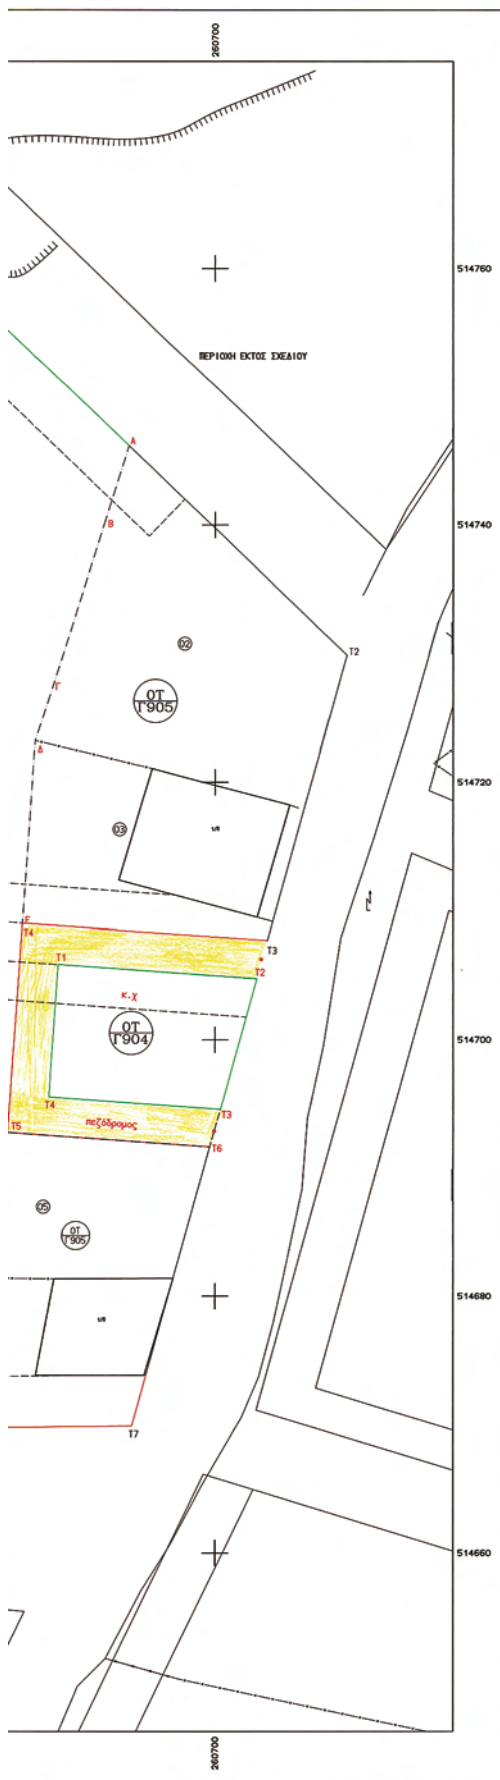 260700
514760
ΠΕΡΙΟΧΗ ΕΚΤΟΣ ΣΧΕΔΙΟΥ
Α
Β
514740
02
Τ2
Γ
ΟΤ
Γ905
Δ
514720
03
Ε
Τ4
Τ3
Τ1
Τ2
κ.χ
ΟΤ
Γ904
514700
Τ4
Τ3
πεζόδρομος
Τ5
Τ6
05
ΟΤ
Γ905
514680
Τ7
514660
260700